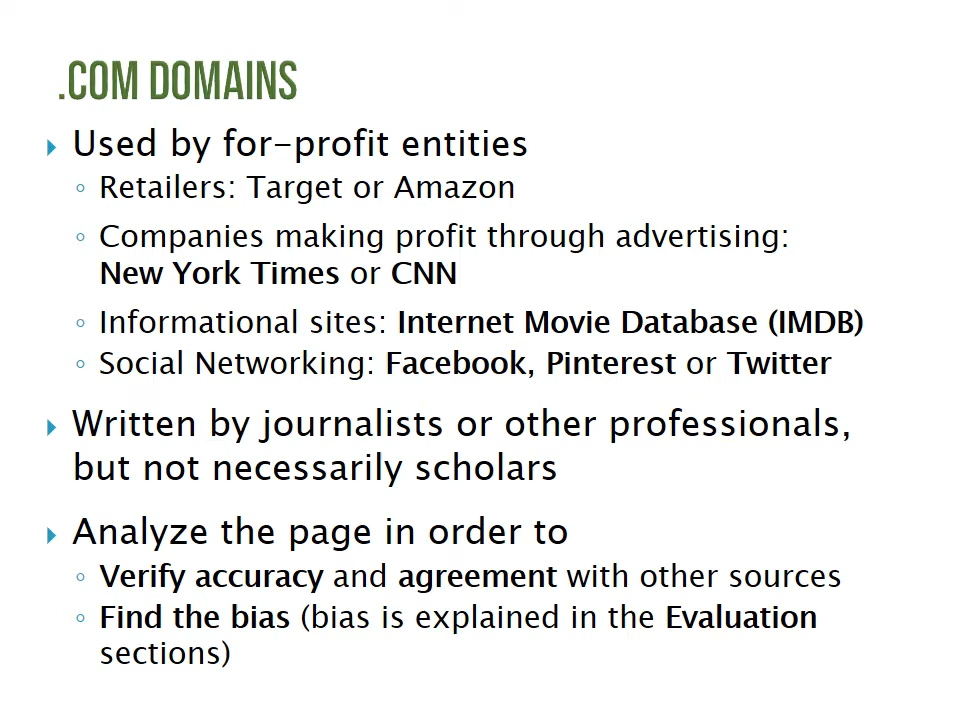 .COM DOMAINS
Used by for-profit entities
Retailers: Target or Amazon
Companies making profit through advertising:
New York Times or CNN
Informational sites: Internet Movie Database (IMDB)
Social Networking: Facebook, Pinterest or Twitter
Written by journalists or other professionals,
but not necessarily scholars
Analyze the page in order to
Verify accuracy and agreement with other sources
Find the bias (bias is explained in the Evaluation
sections)